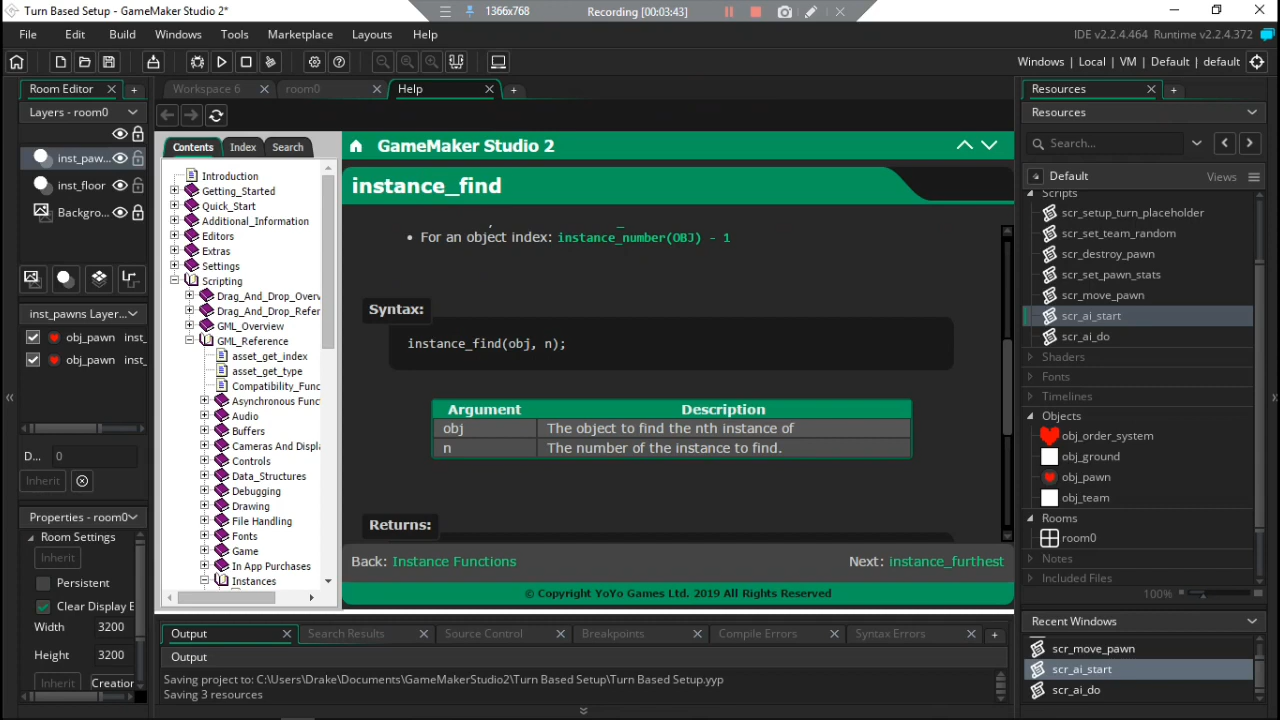 Turn Based Setup - GameMaker Studio 2*
1366x768
Recording [00:03:43]
File Edit Build Windows Tools Marketplace Layouts Help
IDE v2.2.4.464 Runtime v2.2.4.372
Windows | Local | VM | Default | default
Room Editor
Workspace 6
room0
Help
Resources
Layers - room0
inst_paw...
inst_floor
Backgro...
inst_pawns Layer...
obj_pawn inst_
obj_pawn inst_
D... 0
Inherit
Properties - room0
Room Settings
Inherit
Persistent
Clear Display B
Width 3200
Height 3200
Inherit Creation
Contents Index Search
Introduction
Getting_Started
Quick_Start
Additional_Information
Editors
Extras
Settings
Scripting
Drag_And_Drop_Overv
Drag_And_Drop_Refer
GML_Overview
GML_Reference
asset_get_index
asset_get_type
Compatibility_Func
Asynchronous Funct
Audio
Buffers
Cameras And Displa
Controls
Data_Structures
Debugging
Drawing
File Handling
Fonts
Game
In App Purchases
Instances
GameMaker Studio 2
instance_find
• For an object index: instance_number(OBJ) - 1
Syntax:
instance_find(obj, n);
Argument Description
obj The object to find the nth instance of
n The number of the instance to find.
Returns:
Back: Instance Functions
Next: instance_furthest
© Copyright YoYo Games Ltd. 2019 All Rights Reserved
Output
Search Results
Source Control
Breakpoints
Compile Errors
Syntax Errors
Output
Saving project to: C:\Users\Drake\Documents\GameMakerStudio2\Turn Based Setup\Turn Based Setup.yyp
Saving 3 resources
Resources
Search...
Default
Views
Scripts
scr_setup_turn_placeholder
scr_set_team_random
scr_destroy_pawn
scr_set_pawn_stats
scr_move_pawn
scr_ai_start
scr_ai_do
Shaders
Fonts
Timelines
Objects
obj_order_system
obj_ground
obj_pawn
obj_team
Rooms
room0
Notes
Included Files
100%
Recent Windows
scr_move_pawn
scr_ai_start
scr_ai_do